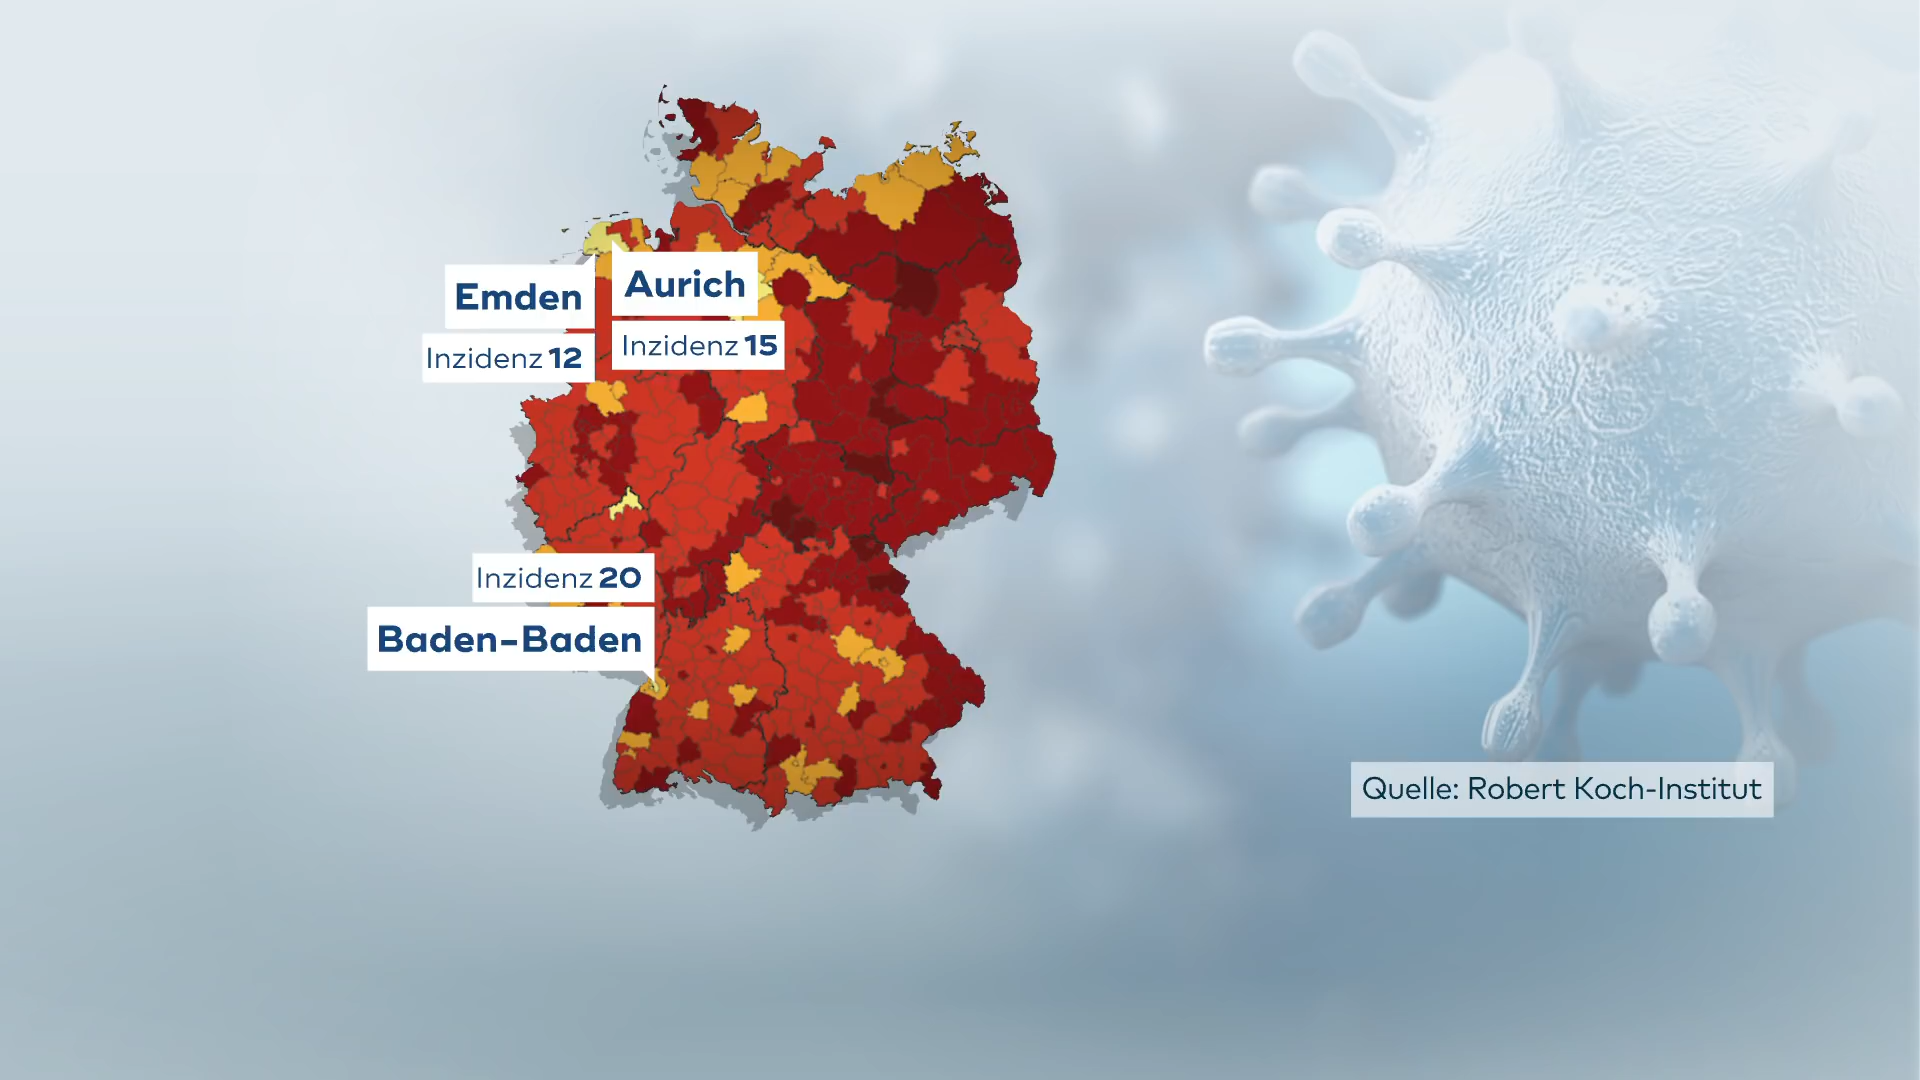 Emden
Inzidenz 12
Aurich
Inzidenz 15
Inzidenz 20
Baden-Baden
Quelle: Robert Koch-Institut